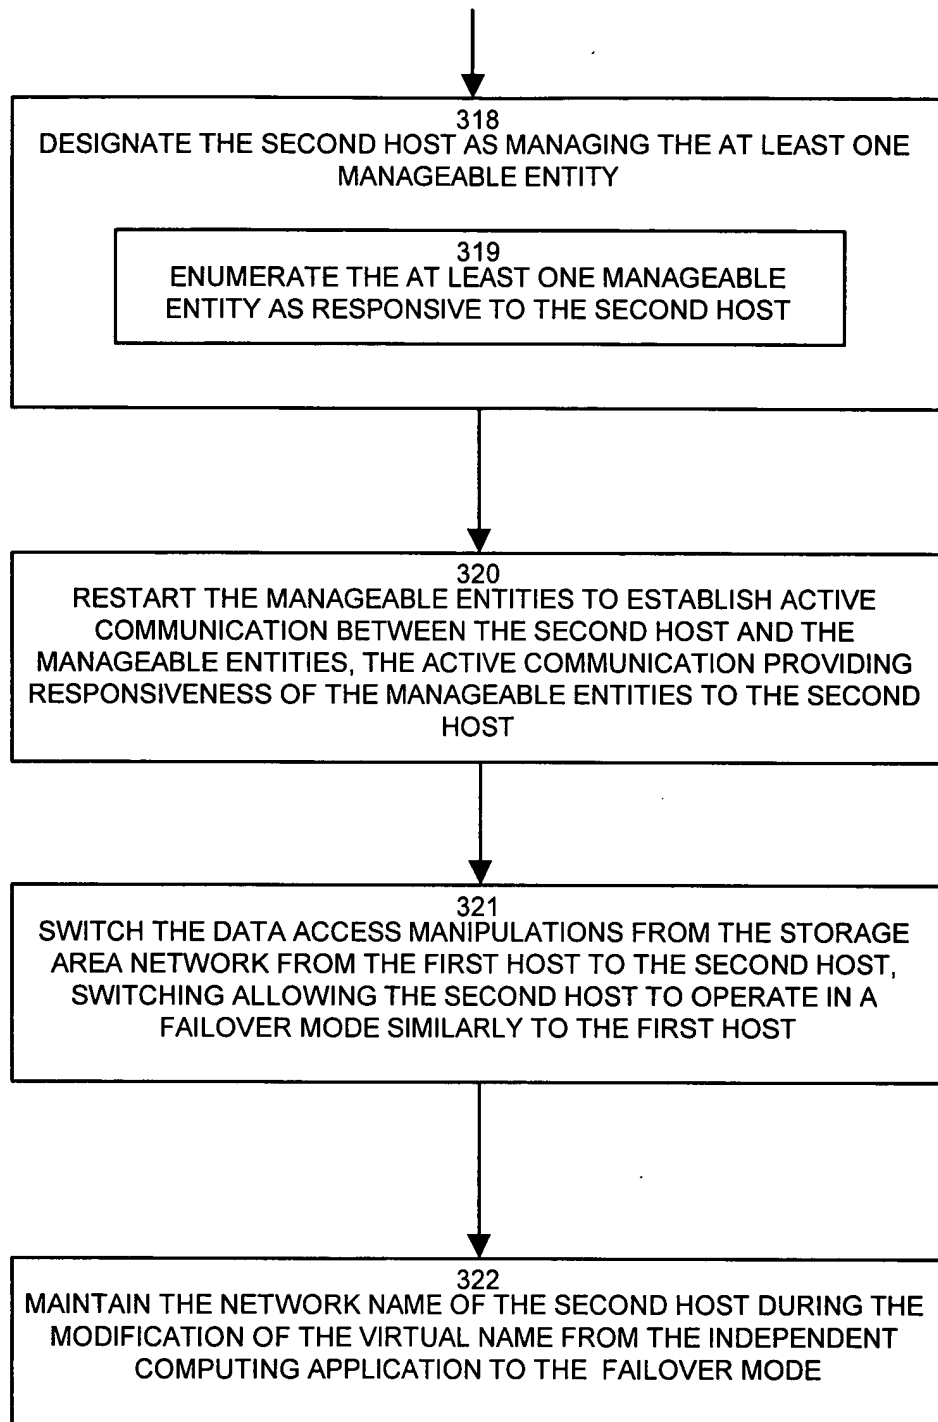 318
DESIGNATE THE SECOND HOST AS MANAGING THE AT LEAST ONE
MANAGEABLE ENTITY
319
ENUMERATE THE AT LEAST ONE MANAGEABLE
ENTITY AS RESPONSIVE TO THE SECOND HOST
320
RESTART THE MANAGEABLE ENTITIES TO ESTABLISH ACTIVE
COMMUNICATION BETWEEN THE SECOND HOST AND THE
MANAGEABLE ENTITIES, THE ACTIVE COMMUNICATION PROVIDING
RESPONSIVENESS OF THE MANAGEABLE ENTITIES TO THE SECOND
HOST
321
SWITCH THE DATA ACCESS MANIPULATIONS FROM THE STORAGE
AREA NETWORK FROM THE FIRST HOST TO THE SECOND HOST,
SWITCHING ALLOWING THE SECOND HOST TO OPERATE IN A
FAILOVER MODE SIMILARLY TO THE FIRST HOST
322
MAINTAIN THE NETWORK NAME OF THE SECOND HOST DURING THE
MODIFICATION OF THE VIRTUAL NAME FROM THE INDEPENDENT
COMPUTING APPLICATION TO THE FAILOVER MODE